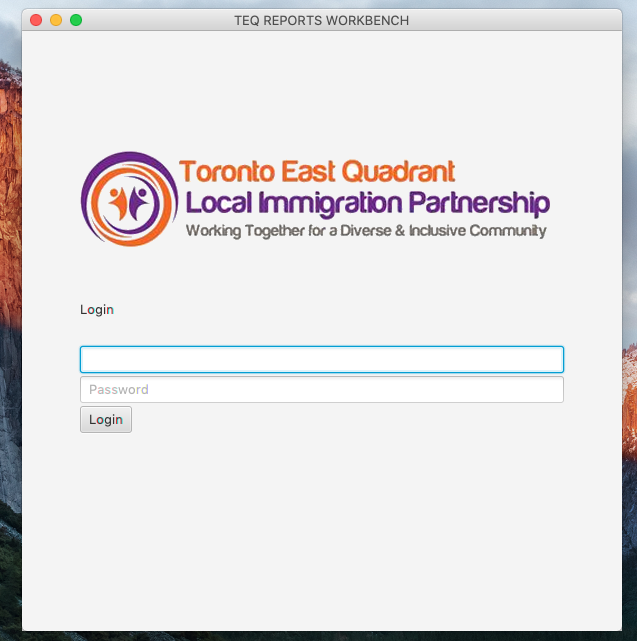 TEQ REPORTS WORKBENCH
Toronto East Quadrant
Local Immigration Partnership
Working Together for a Diverse & Inclusive Community
Login
Password
Login